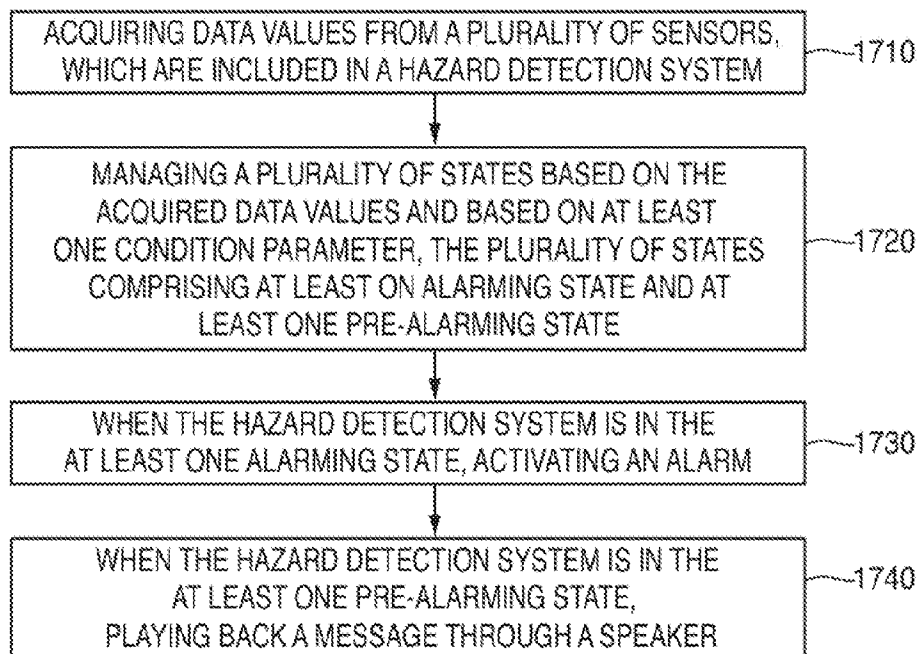 ACQUIRING DATA VALUES FROM A PLURALITY OF SENSORS,
WHICH ARE INCLUDED IN A HAZARD DETECTION SYSTEM
1710
MANAGING A PLURALITY OF STATES BASED ON THE
ACQUIRED DATA VALUES AND BASED ON AT LEAST
ONE CONDITION PARAMETER, THE PLURALITY OF STATES
COMPRISING AT LEAST ON ALARMING STATE AND AT
LEAST ONE PRE-ALARMING STATE
1720
WHEN THE HAZARD DETECTION SYSTEM IS IN THE
AT LEAST ONE ALARMING STATE, ACTIVATING AN ALARM
1730
WHEN THE HAZARD DETECTION SYSTEM IS IN THE
AT LEAST ONE PRE-ALARMING STATE,
PLAYING BACK A MESSAGE THROUGH A SPEAKER
1740